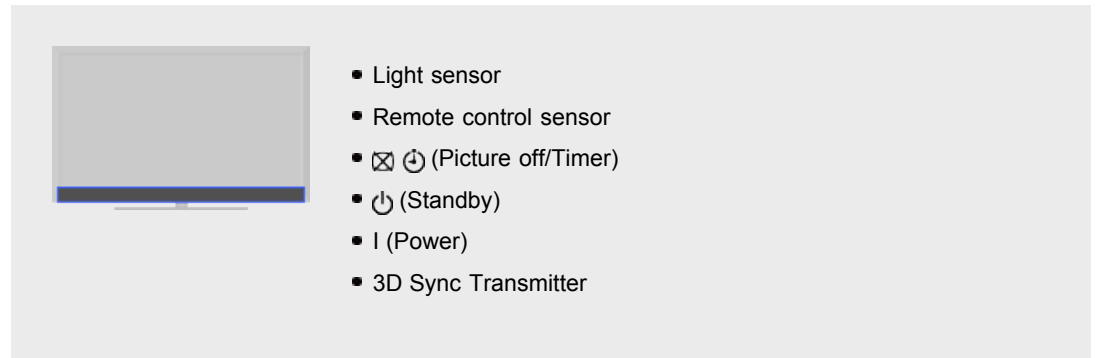 • Light sensor
• Remote control sensor
• (Picture off/Timer)
• (Standby)
• I (Power)
• 3D Sync Transmitter